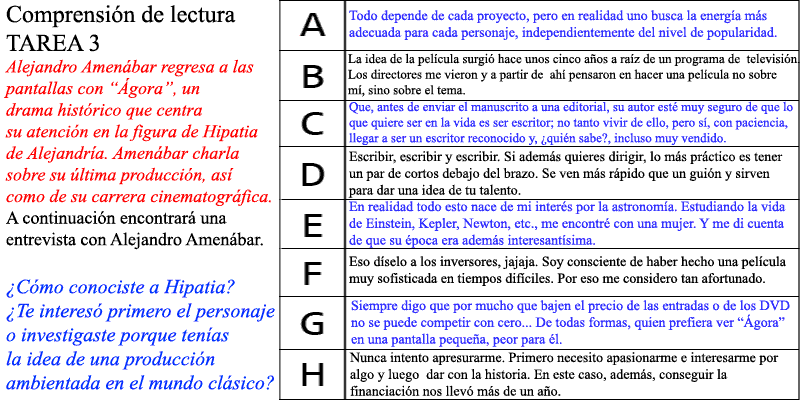 Comprensión de lectura
TAREA 3
Alejandro Amenábar regresa a las
pantallas con “Ágora”, un
drama histórico que centra
su atención en la figura de Hipatia
de Alejandría. Amenábar charla
sobre su última producción, así
como de su carrera cinematográfica.
A continuación encontrará una
entrevista con Alejandro Amenábar.
¿Cómo conociste a Hipatia?
¿Te interesó primero el personaje
o investigaste porque tenías
la idea de una producción
ambientada en el mundo clásico?
A
Todo depende de cada proyecto, pero en realidad uno busca la energía más
adecuada para cada personaje, independientemente del nivel de popularidad.
B
La idea de la película surgió hace unos cinco años a raíz de un programa de televisión.
Los directores me vieron y a partir de ahí pensaron en hacer una película no sobre
mí, sino sobre el tema.
C
Que, antes de enviar el manuscrito a una editorial, su autor esté muy seguro de que lo
que quiere ser en la vida es ser escritor; no tanto vivir de ello, pero sí, con paciencia,
llegar a ser un escritor reconocido y, ¿quién sabe?, incluso muy vendido.
D
Escribir, escribir y escribir. Si además quieres dirigir, lo más práctico es tener
un par de cortos debajo del brazo. Se ven más rápido que un guión y sirven
para dar una idea de tu talento.
E
En realidad todo esto nace de mi interés por la astronomía. Estudiando la vida
de Einstein, Kepler, Newton, etc., me encontré con una mujer. Y me di cuenta
de que su época era además interesantísima.
F
Eso díselo a los inversores, jajaja. Soy consciente de haber hecho una película
muy sofisticada en tiempos difíciles. Por eso me considero tan afortunado.
G
Siempre digo que por mucho que bajen el precio de las entradas o de los DVD
no se puede competir con cero... De todas formas, quien prefiera ver “Ágora”
en una pantalla pequeña, peor para él.
H
Nunca intento apresurarme. Primero necesito apasionarme e interesarme por
algo y luego dar con la historia. En este caso, además, conseguir la
financiación nos llevó más de un año.